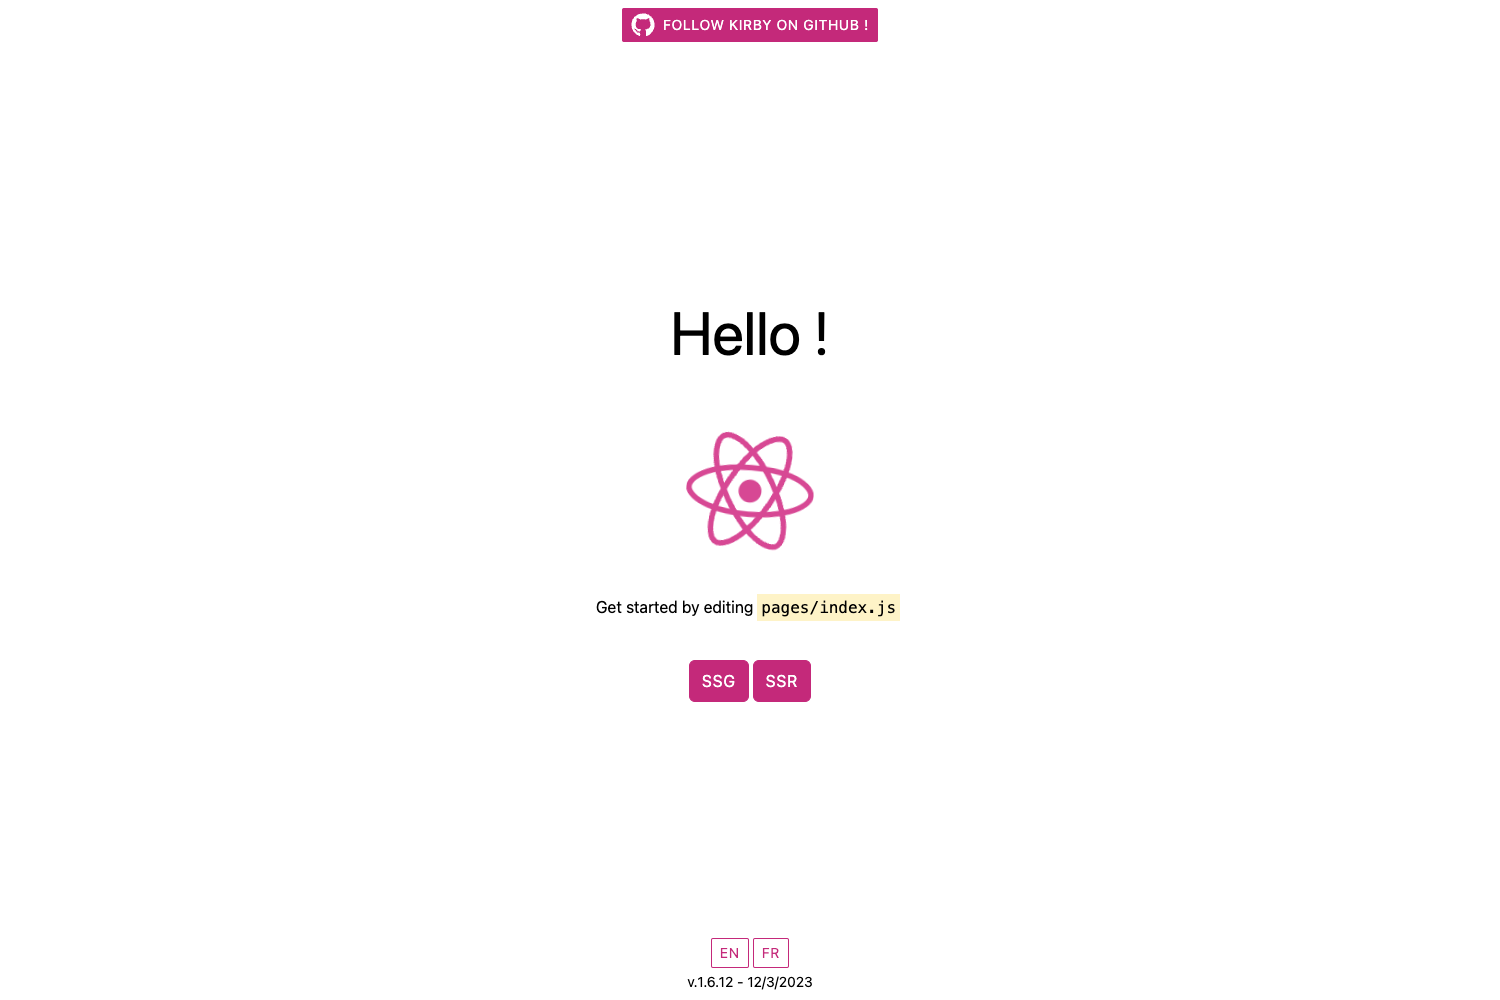 FOLLOW KIRBY ON GITHUB !
Hello !
Get started by editing pages/index.js
SSG SSR
EN FR
v.1.6.12 - 12/3/2023